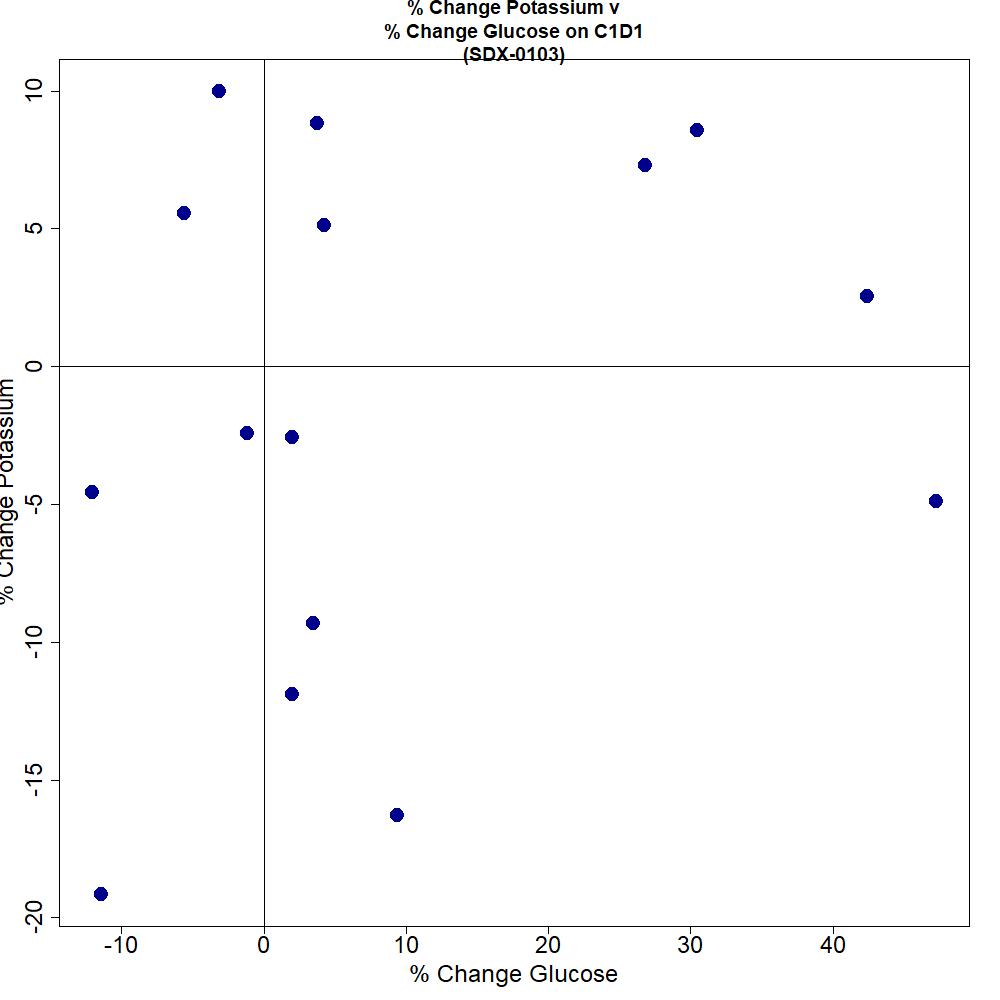 % Change Potassium v
% Change Glucose on C1D1
(SDX-0103)
% Change Potassium
10
5
0
-5
-10
-15
-20
-10 0 10 20 30 40
% Change Glucose